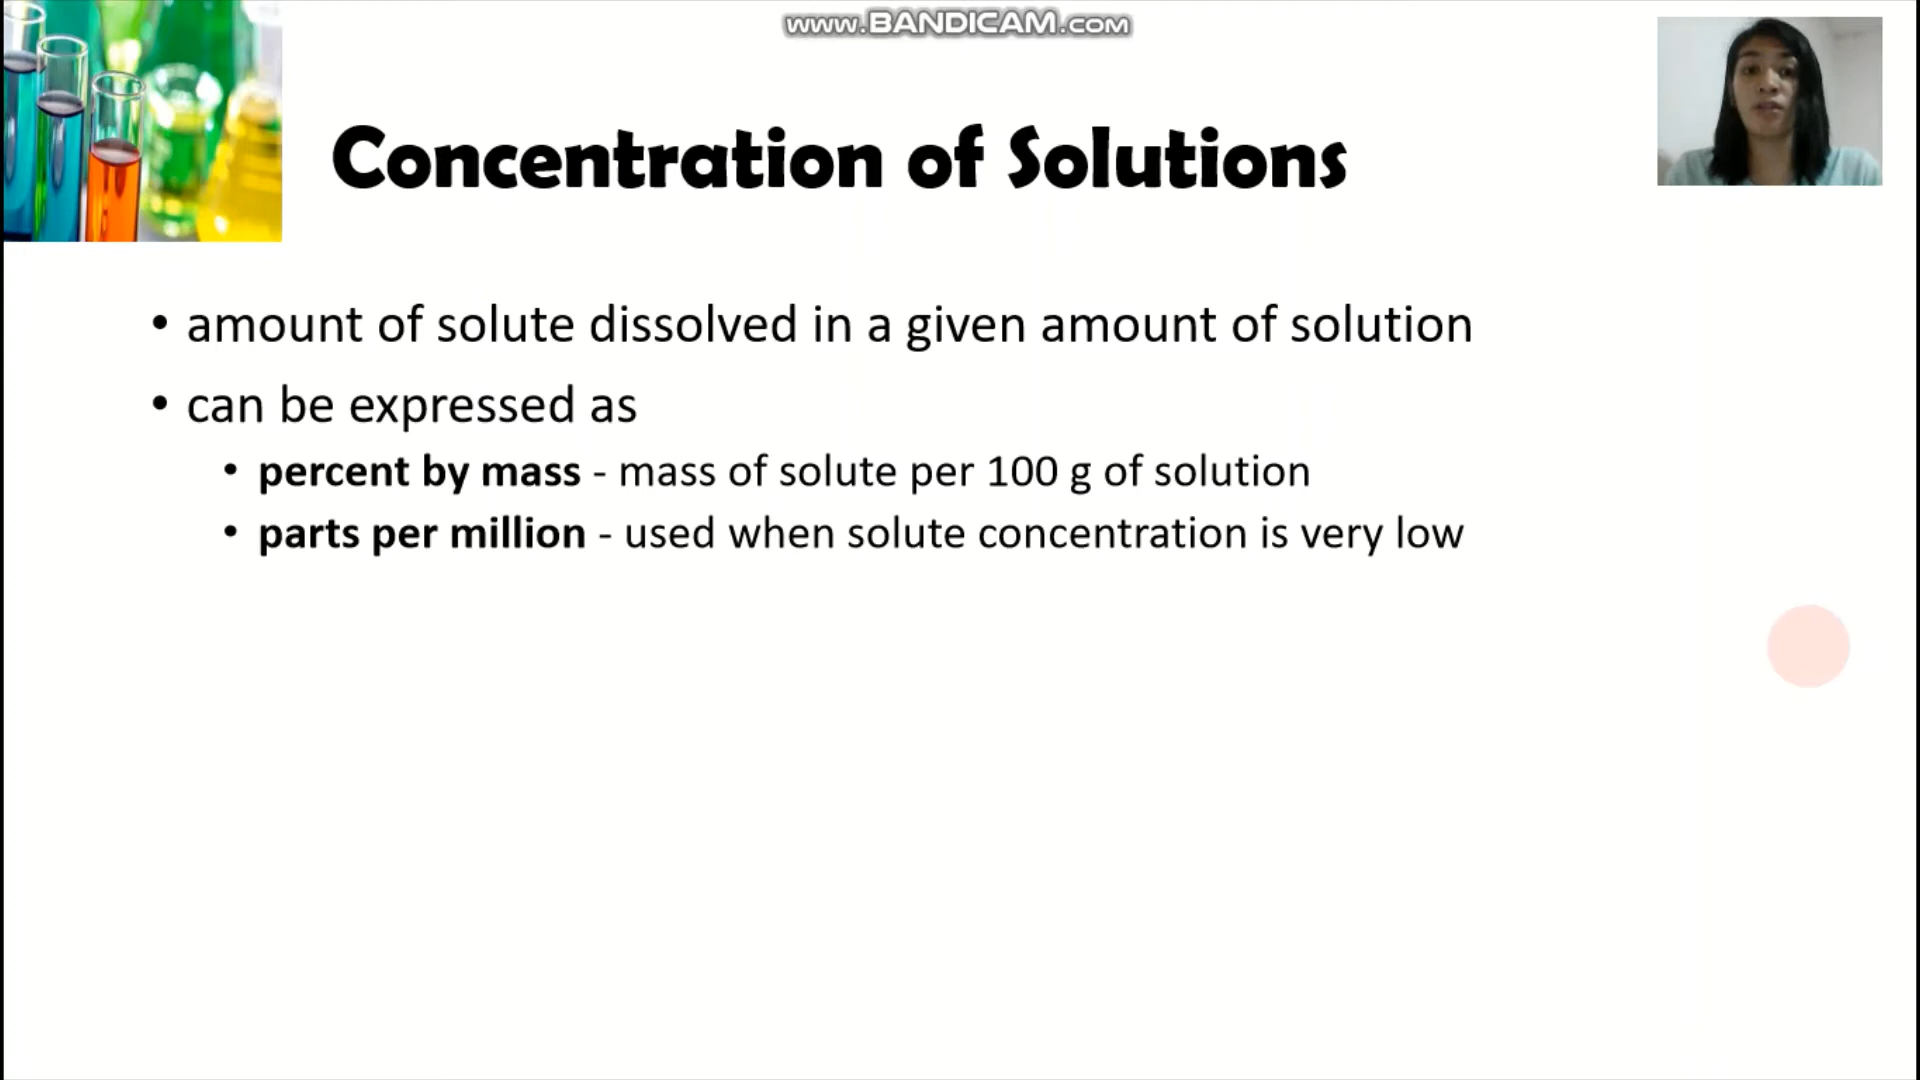 www.BANDICAM.com
Concentration of Solutions
• amount of solute dissolved in a given amount of solution
• can be expressed as
• percent by mass - mass of solute per 100 g of solution
• parts per million - used when solute concentration is very low